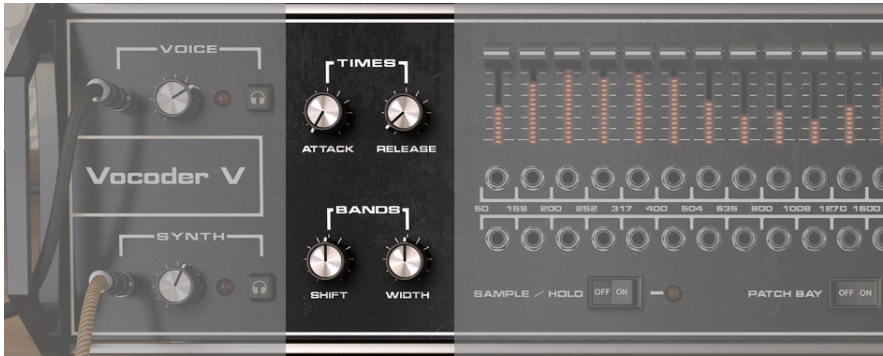 VOICE
Vocoder V
SYNTH
TIMES
ATTACK RELEASE
BANDS
SHIFT WIDTH
50 159 200 252 317 400 504 635 800 1008 1270 1600
SAMPLE / HOLD OFF ON PATCH BAY OFF ON